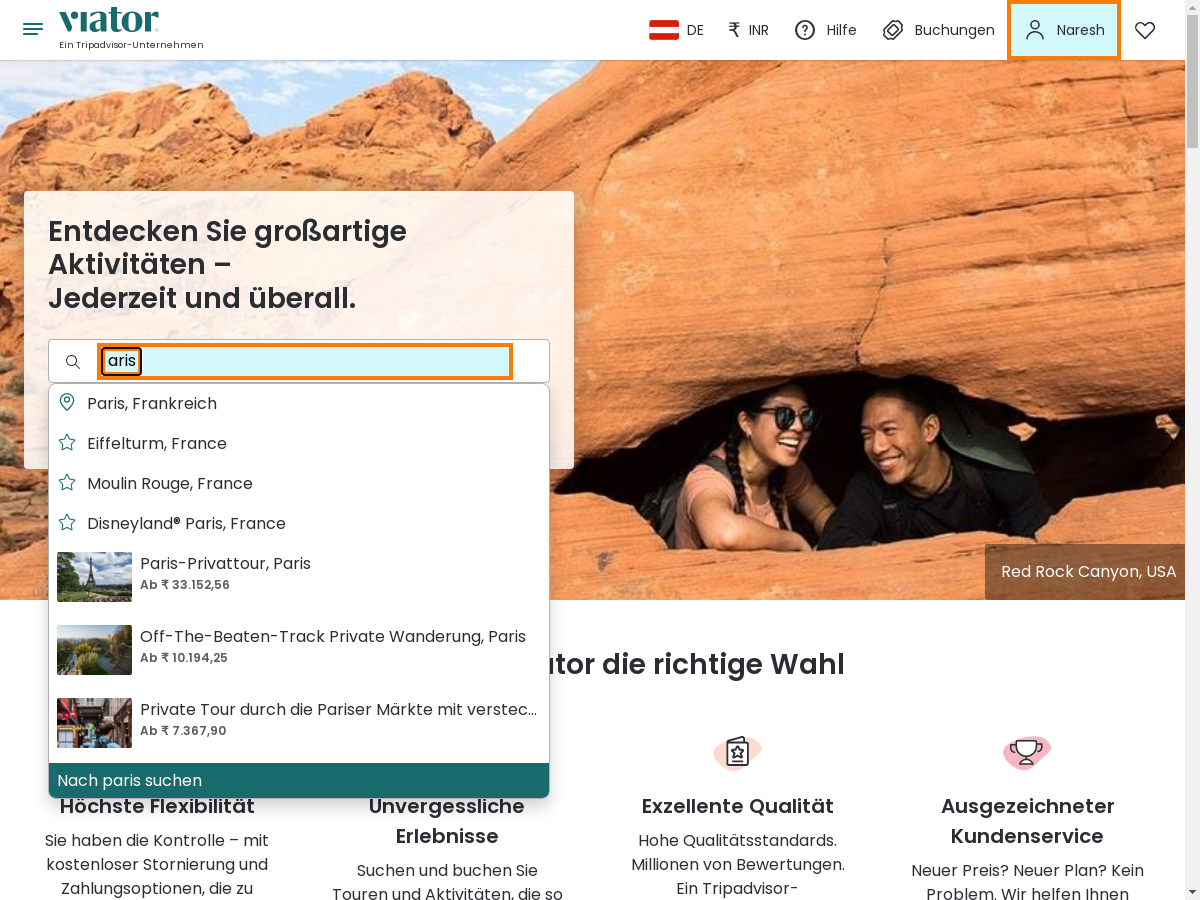 viator
Ein Tripadvisor-Unternehmen
DE
₹ INR
Hilfe
Buchungen
Naresh
Entdecken Sie großartige
Aktivitäten –
Jederzeit und überall.
aris
Paris, Frankreich
Eiffelturm, France
Moulin Rouge, France
Disneyland® Paris, France
Paris-Privattour, Paris
Ab ₹ 33.152,56
Off-The-Beaten-Track Private Wanderung, Paris
Ab ₹ 10.194,25
Private Tour durch die Pariser Märkte mit verstec...
Ab ₹ 7.367,90
Nach paris suchen
Red Rock Canyon, USA
die richtige Wahl
Höchste Flexibilität
Sie haben die Kontrolle – mit
kostenloser Stornierung und
Zahlungsoptionen, die zu
Unvergessliche
Erlebnisse
Suchen und buchen Sie
Touren und Aktivitäten, die so
Exzellente Qualität
Hohe Qualitätsstandards.
Millionen von Bewertungen.
Ein Tripadvisor-
Ausgezeichneter
Kundenservice
Neuer Preis? Neuer Plan? Kein
Problem. Wir helfen Ihnen